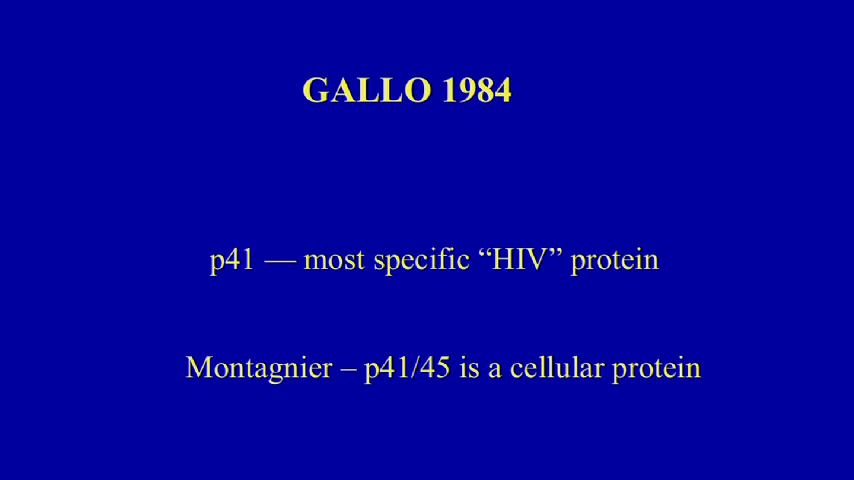 GALLO 1984
p41 — most specific “HIV” protein
Montagnier – p41/45 is a cellular protein